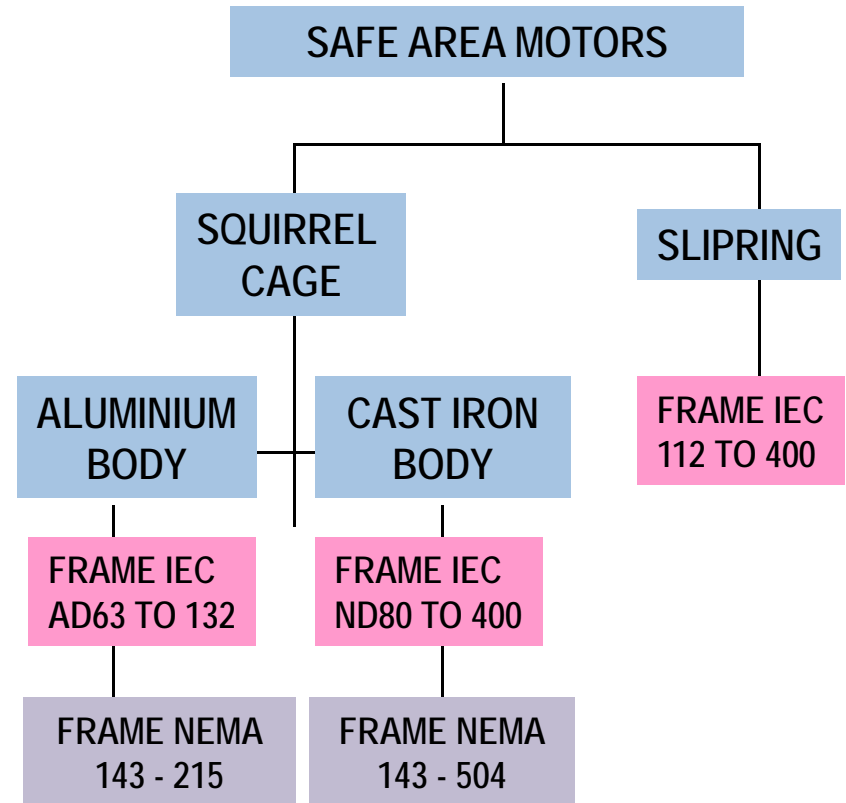 SAFE AREA MOTORS
SQUIRREL
CAGE
SLIPRING
ALUMINIUM
BODY
CAST IRON
BODY
FRAME IEC
112 TO 400
FRAME IEC
AD63 TO 132
FRAME IEC
ND80 TO 400
FRAME NEMA
143 - 215
FRAME NEMA
143 - 504